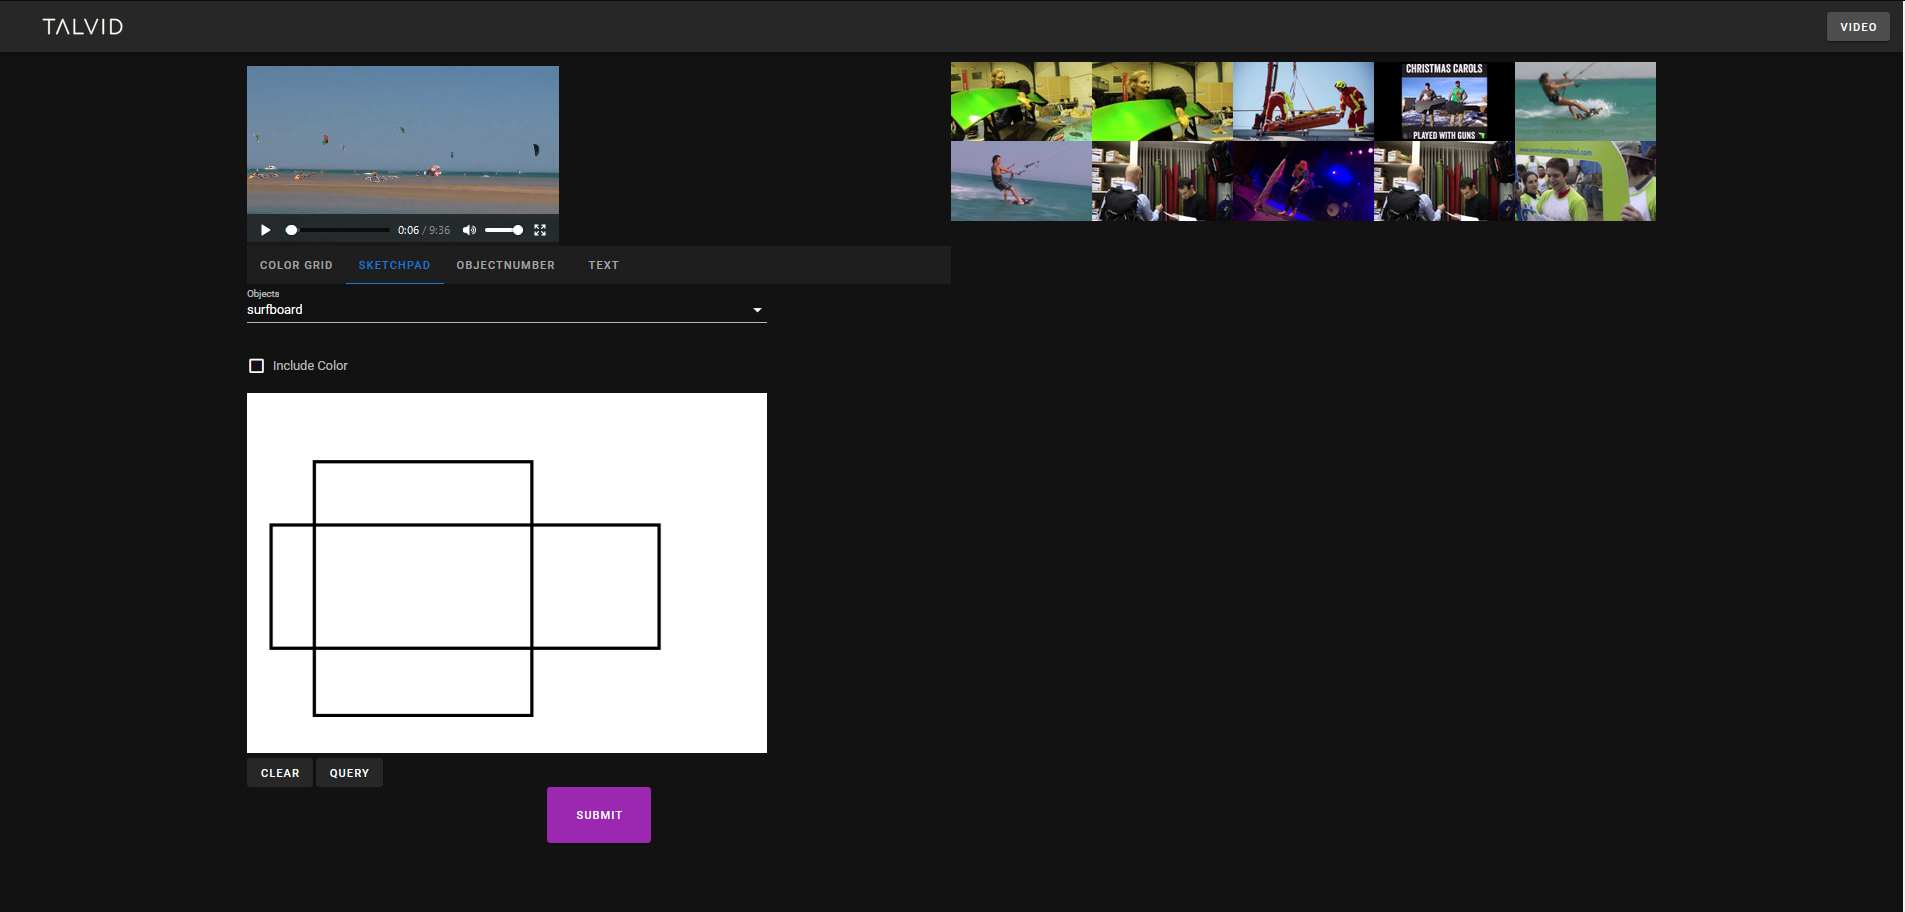 TALVID
VIDEO
0:06 / 9:36
COLOR GRID
SKETCHPAD
OBJECTNUMBER
TEXT
Objects
surfboard
Include Color
CLEAR
QUERY
SUBMIT
CHRISTMAS CAROLS
PLAYED WITH GUNS